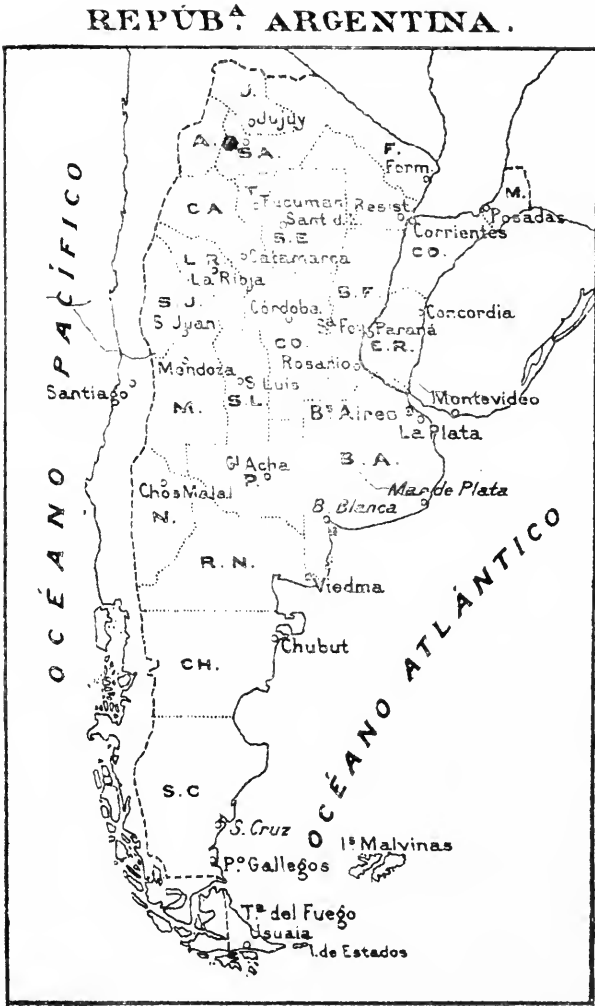 REPÚBᴬ. ARGENTINA.
J.
Jujuy
A.
SA.
F.
Form.
CA
T.
Tucuman
Resist.
M.
Posadas
Sant d.
S.E
Corrientes
CO.
L.R.
Catamarca
La Rioja
S.J.
S.F.
Córdoba
Concordia
S. Juan
Sª Fe
Paraná
CO.
E.R.
Rosario
Mendoza
Santiago
S. Luis
M.
S.L.
Montevideo
Bˢ Aires
La Plata
Gˡ Acha
B.A.
P.
Chos Malal
Mar de Plata
N.
B. Blanca
R.N.
Viedma
Chubut
CH.
S.C
S. Cruz
Iˢ Malvinas
Pº Gallegos
Tª del Fuego
Usuaia
I. de Estados
OCÉANO PACÍFICO
OCÉANO ATLÁNTICO